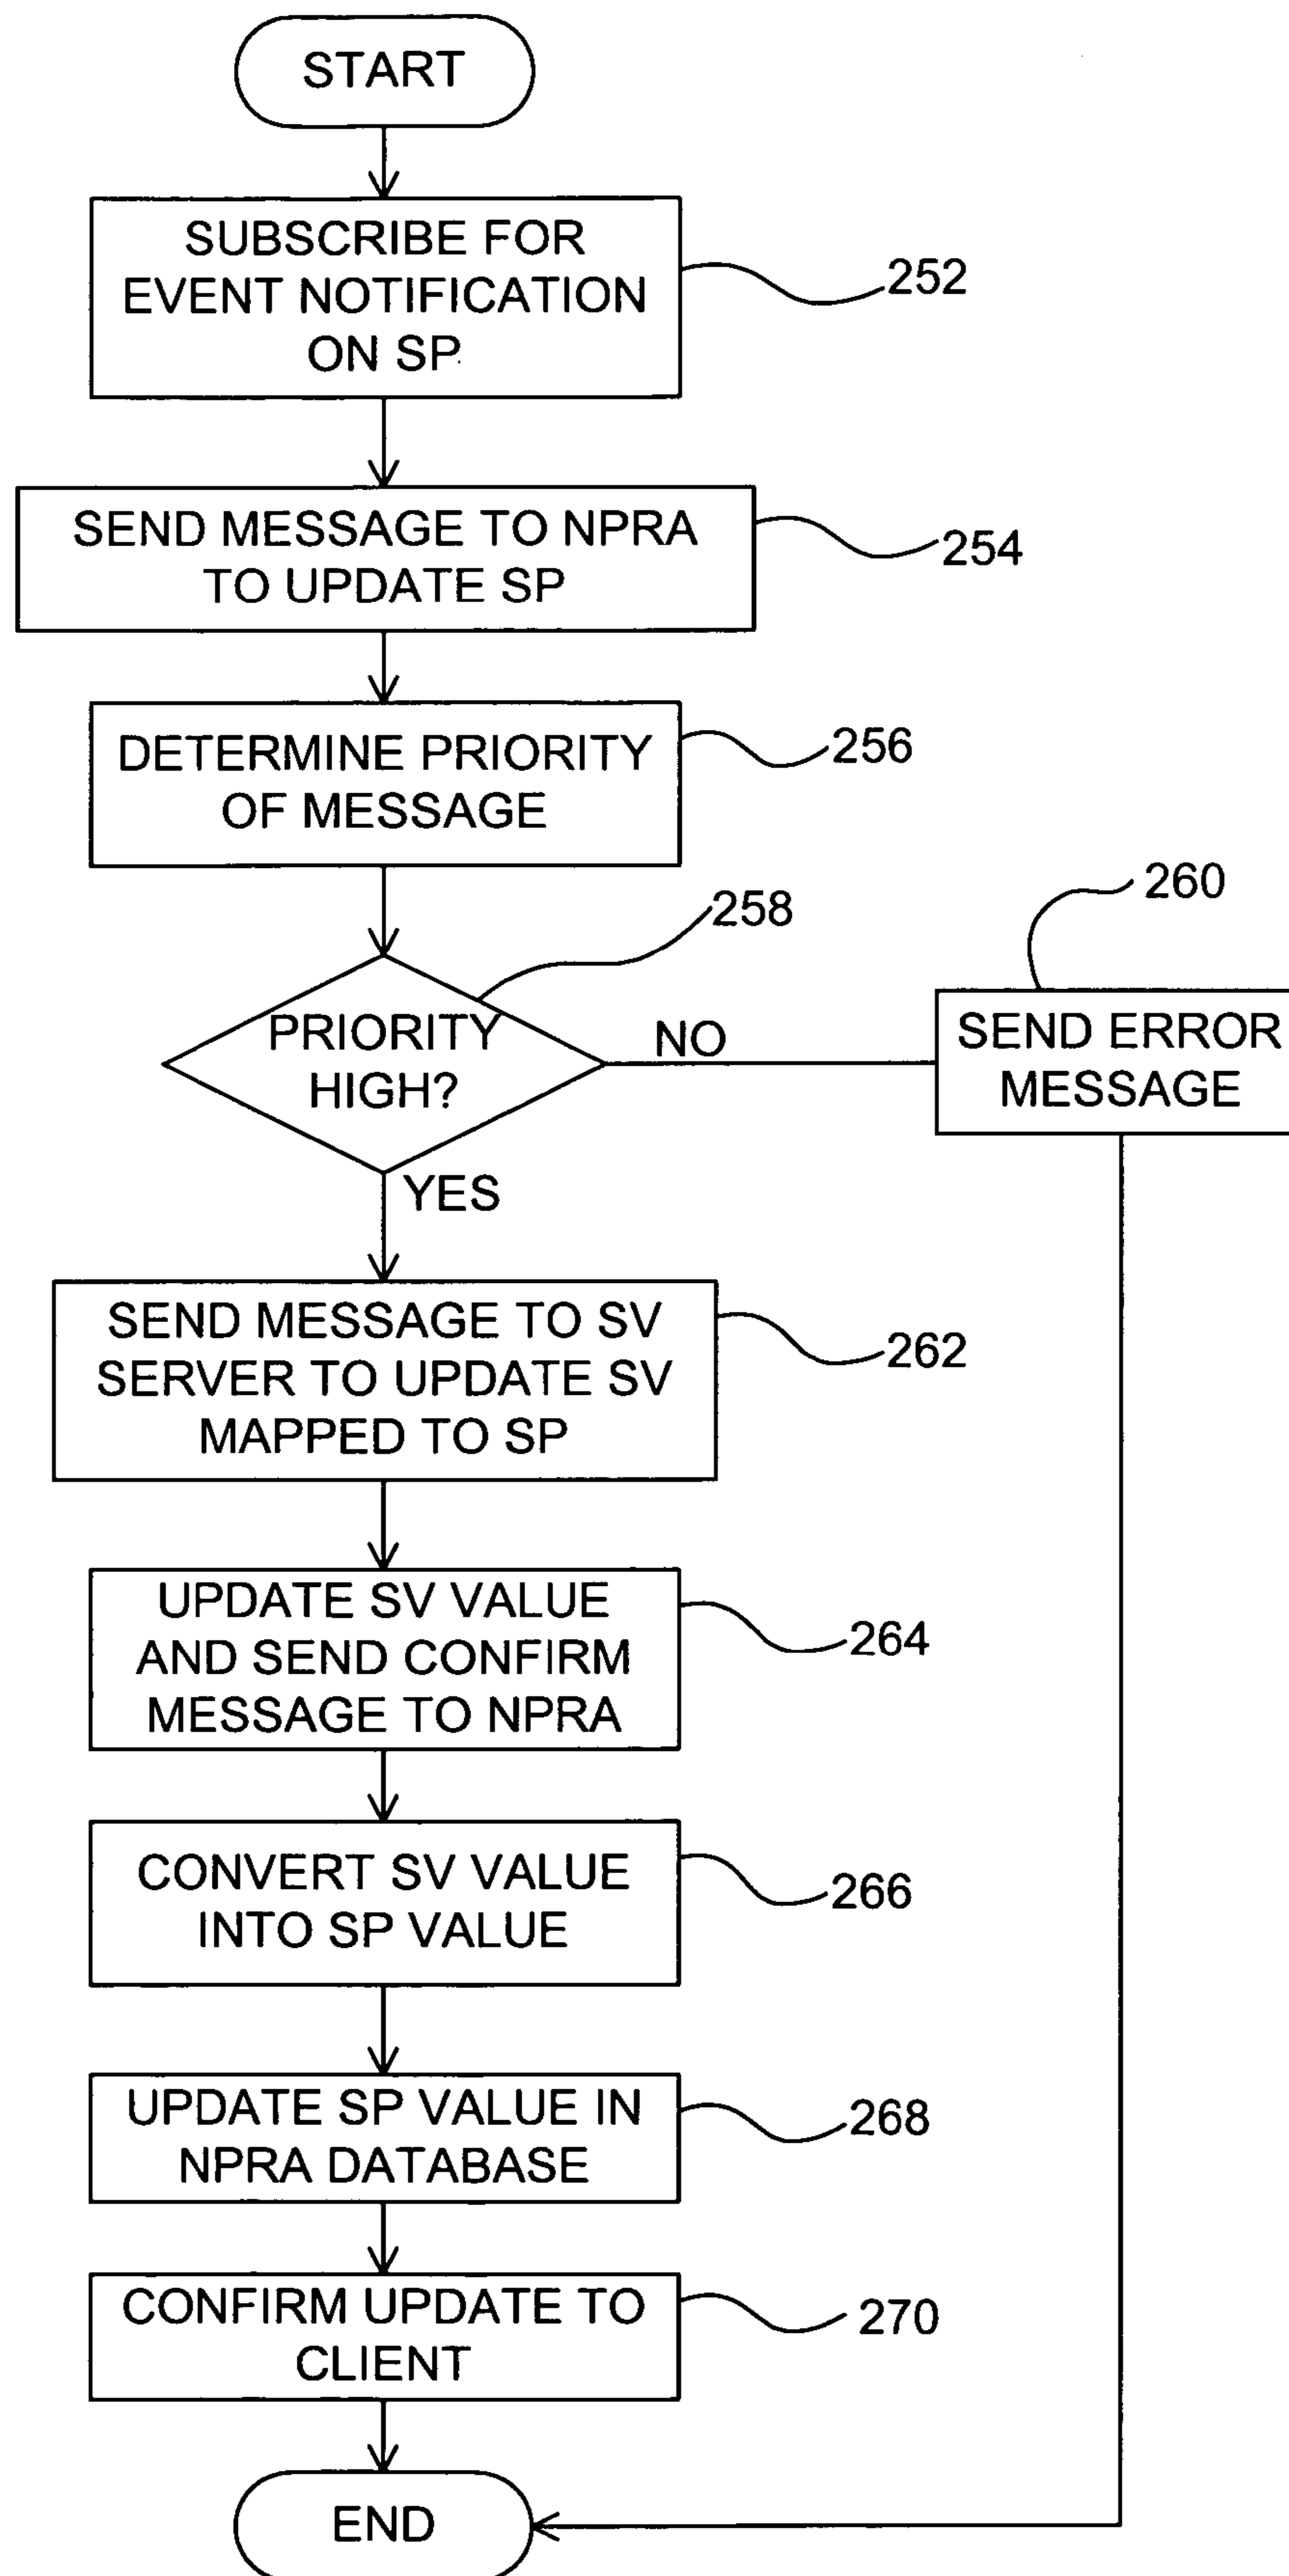 START
SUBSCRIBE FOR
EVENT NOTIFICATION
ON SP
252
SEND MESSAGE TO NPRA
TO UPDATE SP
254
DETERMINE PRIORITY
OF MESSAGE
256
258
PRIORITY
HIGH?
NO
260
SEND ERROR
MESSAGE
YES
SEND MESSAGE TO SV
SERVER TO UPDATE SV
MAPPED TO SP
262
UPDATE SV VALUE
AND SEND CONFIRM
MESSAGE TO NPRA
264
CONVERT SV VALUE
INTO SP VALUE
266
UPDATE SP VALUE IN
NPRA DATABASE
268
CONFIRM UPDATE TO
CLIENT
270
END